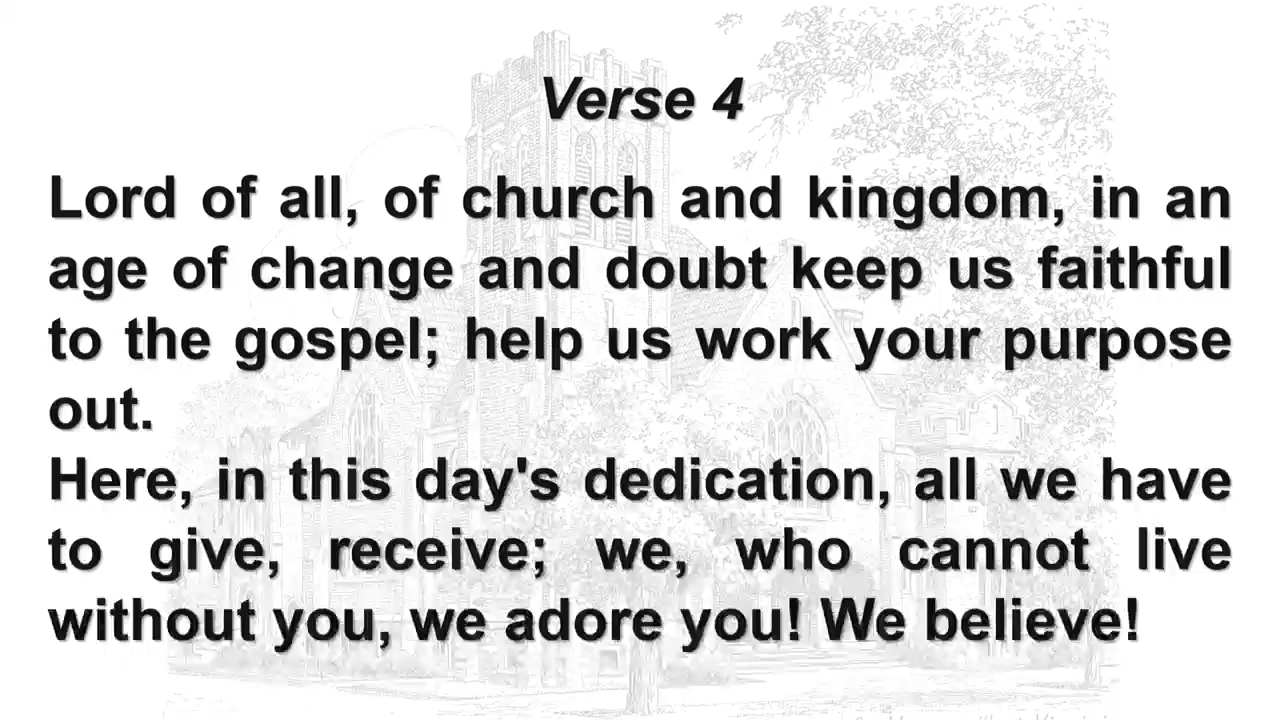 Verse 4
Lord of all, of church and kingdom, in an
age of change and doubt keep us faithful
to the gospel; help us work your purpose
out.
Here, in this day's dedication, all we have
to give, receive; we, who cannot live
without you, we adore you! We believe!